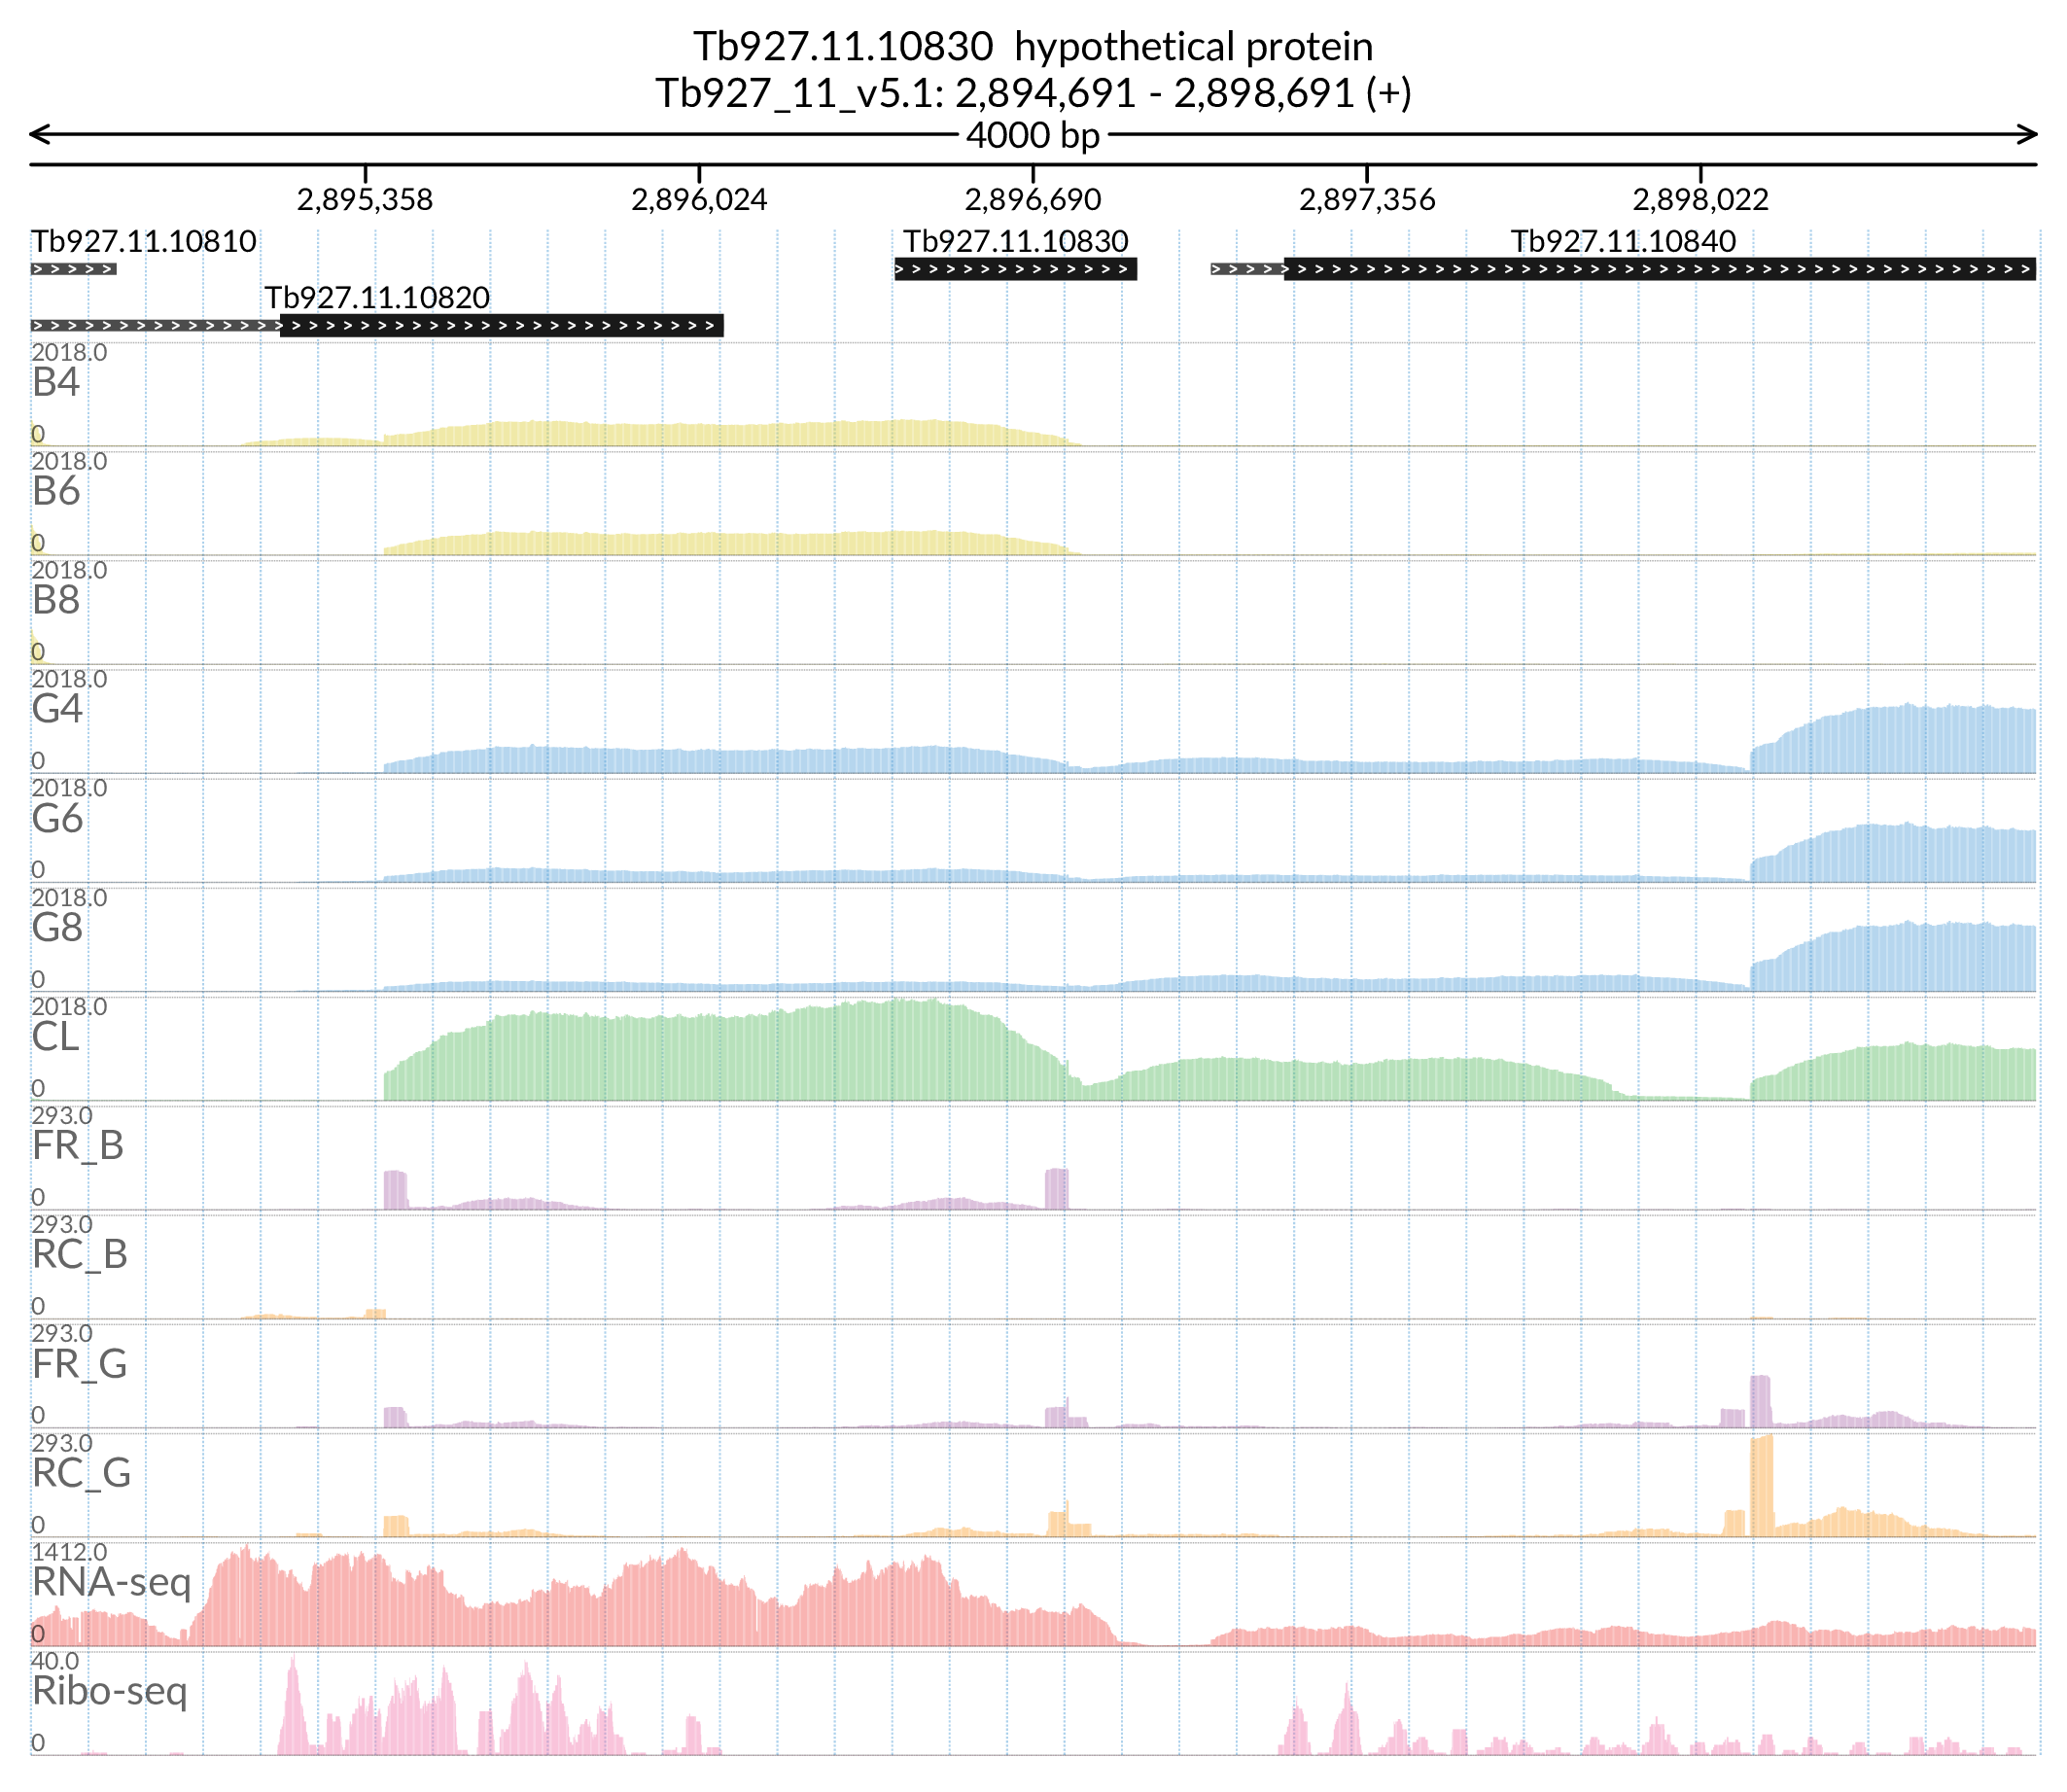 Tb927.11.10830 hypothetical protein
Tb927_11_v5.1: 2,894,691 - 2,898,691 (+)
4000 bp
2,895,358 2,896,024 2,896,690 2,897,356 2,898,022
Tb927.11.10810 Tb927.11.10830 Tb927.11.10840
Tb927.11.10820
2018.0
B4
0
2018.0
B6
0
2018.0
B8
0
2018.0
G4
0
2018.0
G6
0
2018.0
G8
0
2018.0
CL
0
293.0
FR_B
0
293.0
RC_B
0
293.0
FR_G
0
293.0
RC_G
0
1412.0
RNA-seq
0
40.0
Ribo-seq
0